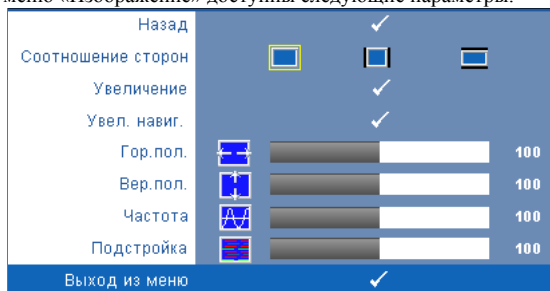 меню «Изображение» доступны следующие параметры:
Назад
Соотношение сторон
Увеличение
Увел. навиг.
Гор.пол. 100
Вер.пол. 100
Частота 100
Подстройка 100
Выход из меню